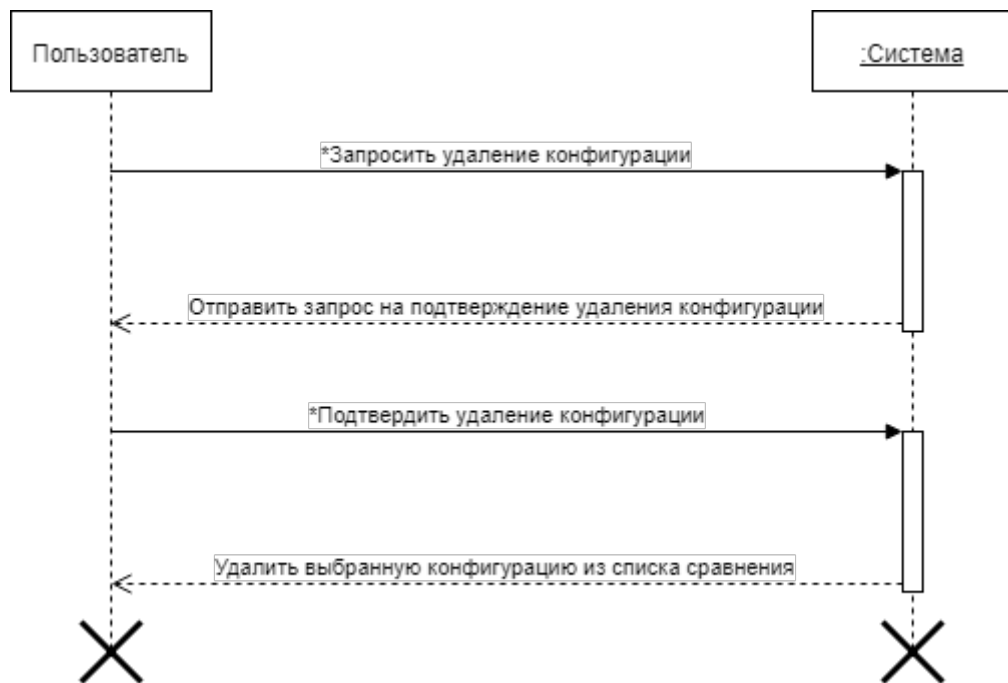 Пользователь
:Система
*Запросить удаление конфигурации
Отправить запрос на подтверждение удаления конфигурации
*Подтвердить удаление конфигурации
Удалить выбранную конфигурацию из списка сравнения